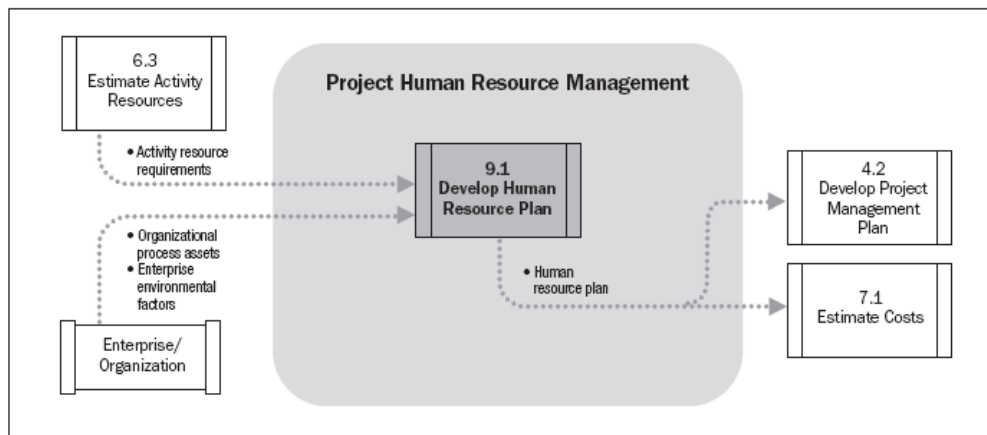 6.3
Estimate Activity
Resources
Project Human Resource Management
• Activity resource
requirements
9.1
Develop Human
Resource Plan
4.2
Develop Project
Management
Plan
• Organizational
process assets
• Enterprise
environmental
factors
• Human
resource plan
7.1
Estimate Costs
Enterprise/
Organization